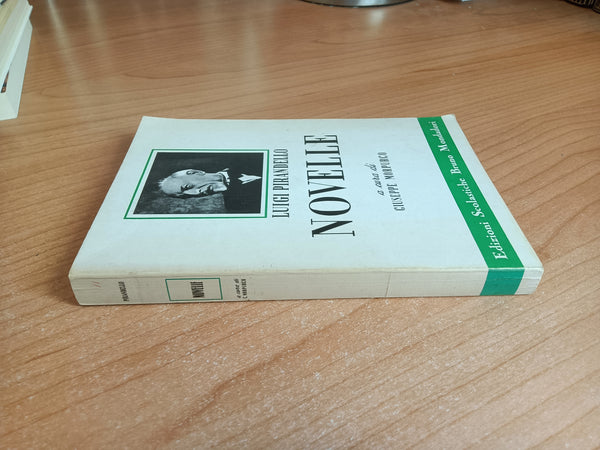 LUIGI PIRANDELLO
NOVELLE
a cura di
GIUSEPPE MORPURGO
Edizioni Scolastiche Bruno Mondadori
PIRANDELLO
NOVELLE
a cura di
G. MORPURGO